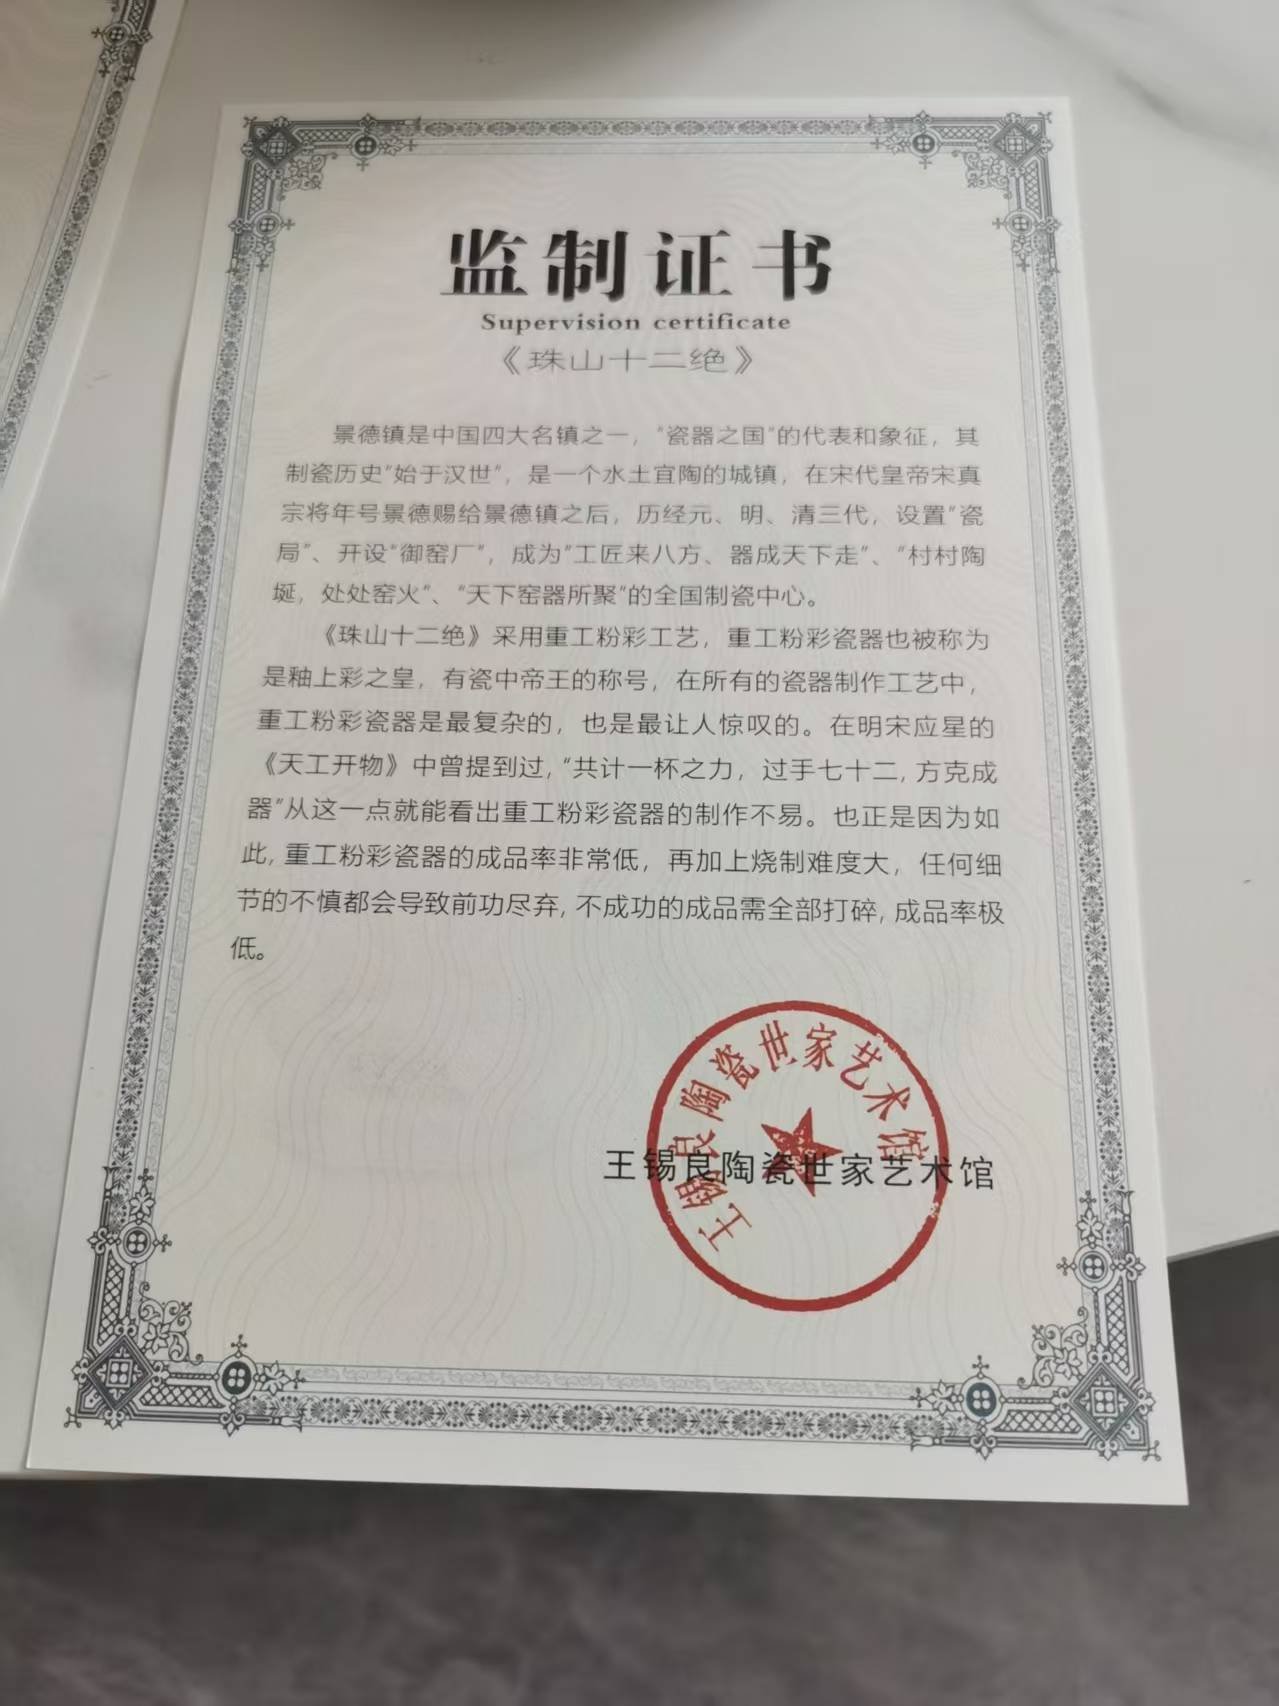 监制证书
Supervision certificate
《珠山十二绝》
景德镇是中国四大名镇之一，“瓷器之国”的代表和象征，其
制瓷历史“始于汉世”，是一个水土宜陶的城镇，在宋代皇帝宋真
宗将年号景德赐给景德镇之后，历经元、明、清三代，设置“瓷
局”、开设“御窑厂”，成为“工匠来八方、器成天下走”、“村村陶
埏，处处窑火”、“天下窑器所聚”的全国制瓷中心。
《珠山十二绝》采用重工粉彩工艺，重工粉彩瓷器也被称为
是釉上彩之皇，有瓷中帝王的称号，在所有的瓷器制作工艺中，
重工粉彩瓷器是最复杂的，也是最让人惊叹的。在明宋应星的
《天工开物》中曾提到过，“共计一杯之力，过手七十二，方克成
器”从这一点就能看出重工粉彩瓷器的制作不易。也正是因为如
此，重工粉彩瓷器的成品率非常低，再加上烧制难度大，任何细
节的不慎都会导致前功尽弃，不成功的成品需全部打碎，成品率极
低。
王锡良陶瓷世家艺术馆
王锡良陶瓷世家艺术馆